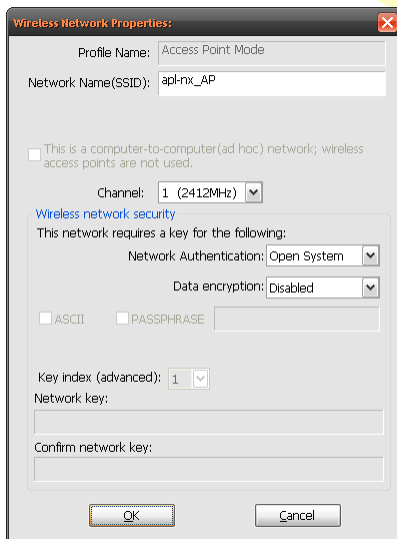 Wireless Network Properties:
Profile Name: Access Point Mode
Network Name(SSID): apl-nx_AP
This is a computer-to-computer(ad hoc) network; wireless
access points are not used.
Channel: 1 (2412MHz)
Wireless network security
This network requires a key for the following:
Network Authentication: Open System
Data encryption: Disabled
ASCII PASSPHRASE
Key index (advanced): 1
Network key:
Confirm network key:
OK Cancel